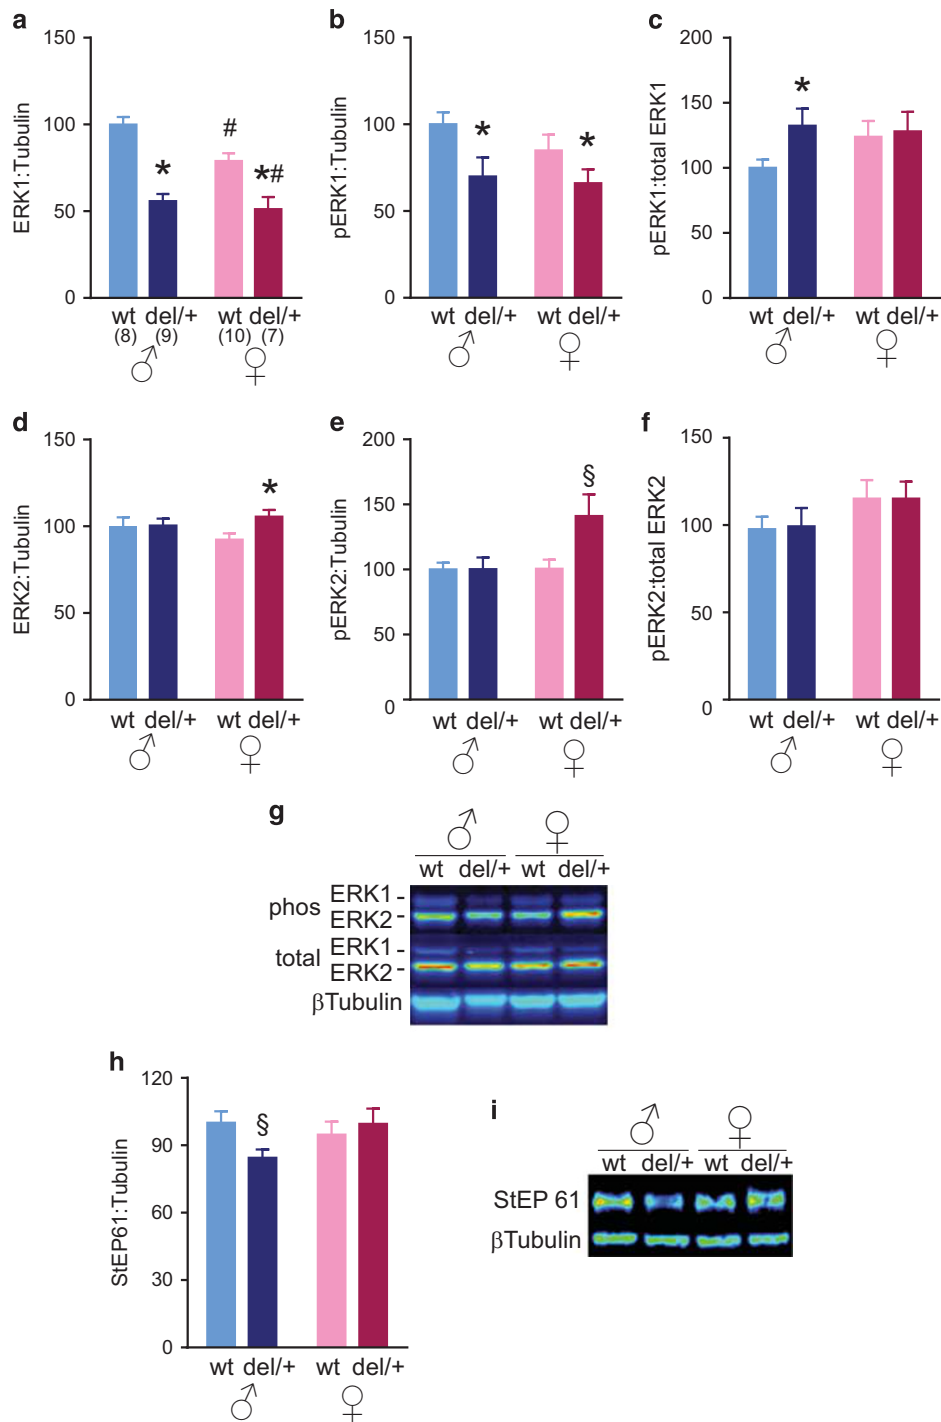 a
ERK1:Tubulin
150
100
50
0
#
*
*#
wt del/+ wt del/+
(8) (9) (10) (7)
♂ ♀
b
pERK1:Tubulin
150
100
50
0
* *
wt del/+ wt del/+
♂ ♀
c
pERK1:total ERK1
200
150
100
50
0
*
wt del/+ wt del/+
♂ ♀
d
ERK2:Tubulin
150
100
50
0
*
wt del/+ wt del/+
♂ ♀
e
pERK2:Tubulin
200
150
100
50
0
§
wt del/+ wt del/+
♂ ♀
f
pERK2:total ERK2
150
100
50
0
wt del/+ wt del/+
♂ ♀
g
♂ ♀
wt del/+ wt del/+
phos ERK1 -
ERK2 -
total ERK1 -
ERK2 -
βTubulin
h
StEP61:Tubulin
120
90
60
30
0
§
wt del/+ wt del/+
♂ ♀
i
♂ ♀
wt del/+ wt del/+
StEP 61
βTubulin